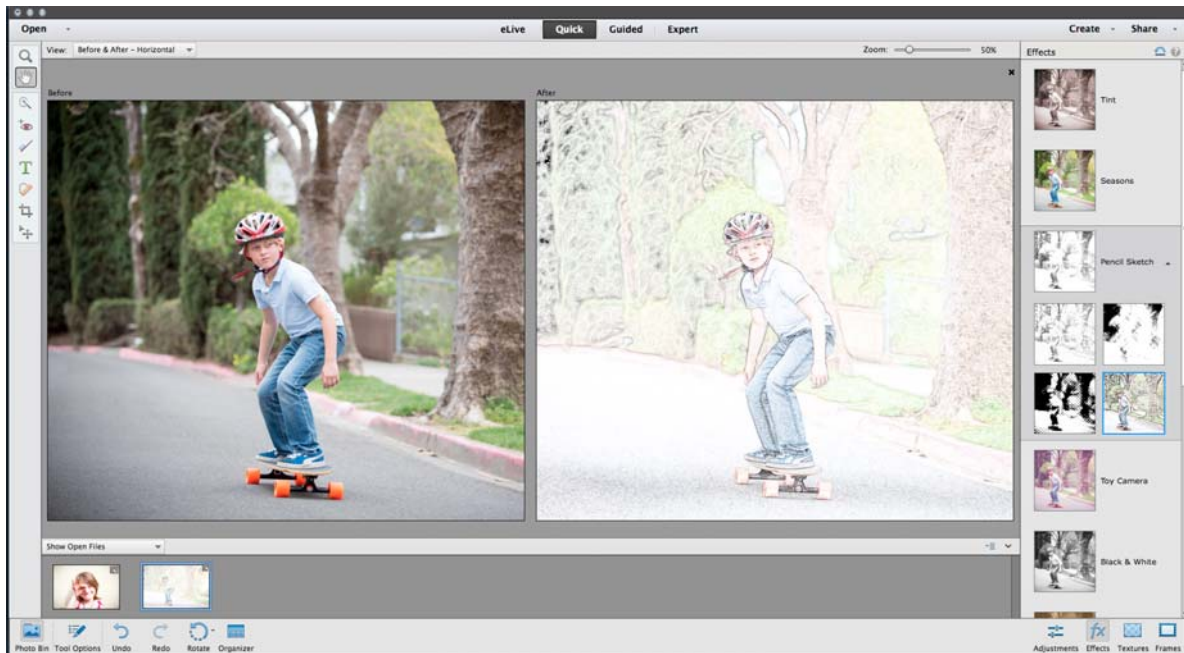 Open
eLive Quick Guided Expert
Create Share
View: Before & After - Horizontal
Zoom: 50%
Effects
Before
After
Tint
Seasons
Pencil Sketch
Toy Camera
Black & White
T
Show Open Files
Photo Bin Tool Options Undo Redo Rotate Organizer
fx
Adjustments Effects Textures Frames